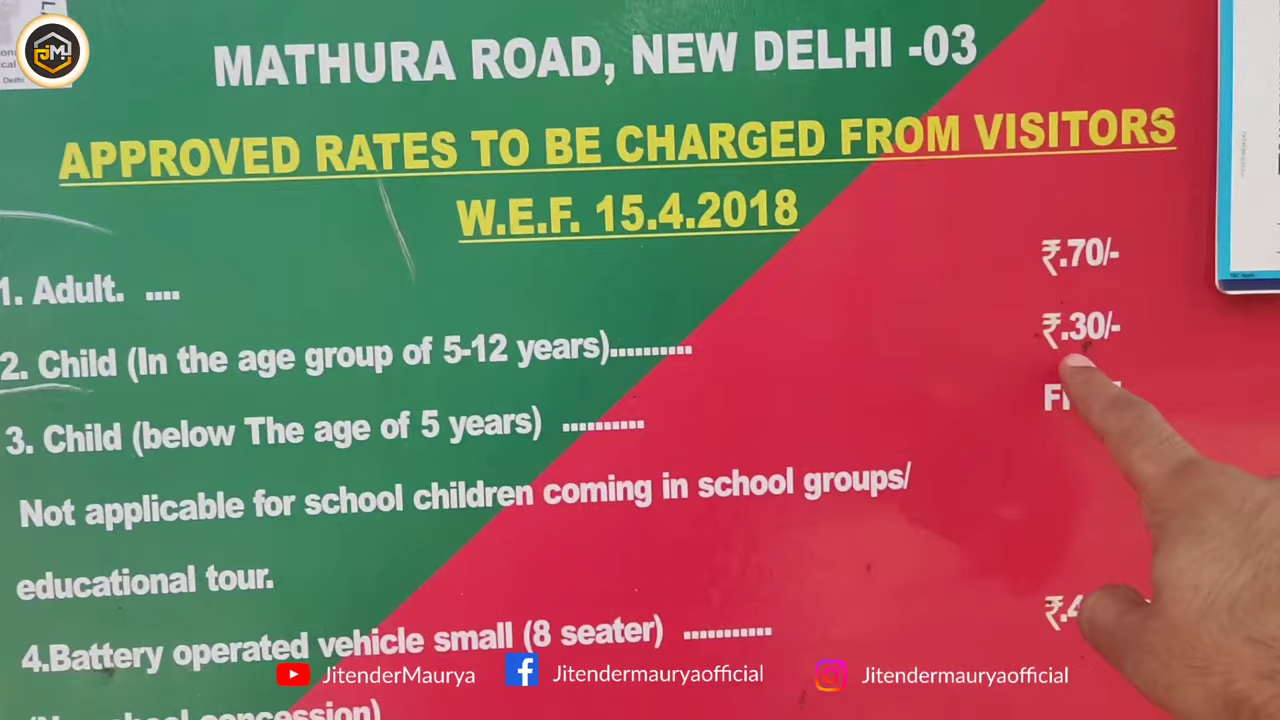 JMJ
Delhi
MATHURA ROAD, NEW DELHI -03
APPROVED RATES TO BE CHARGED FROM VISITORS
W.E.F. 15.4.2018
1. Adult. .... ₹.70/-
2. Child (In the age group of 5-12 years).......... ₹.30/-
3. Child (below The age of 5 years) ..........
Not applicable for school children coming in school groups/
educational tour.
4.Battery operated vehicle small (8 seater) ...........
JitenderMaurya
Jitendermauryaofficial
Jitendermauryaofficial